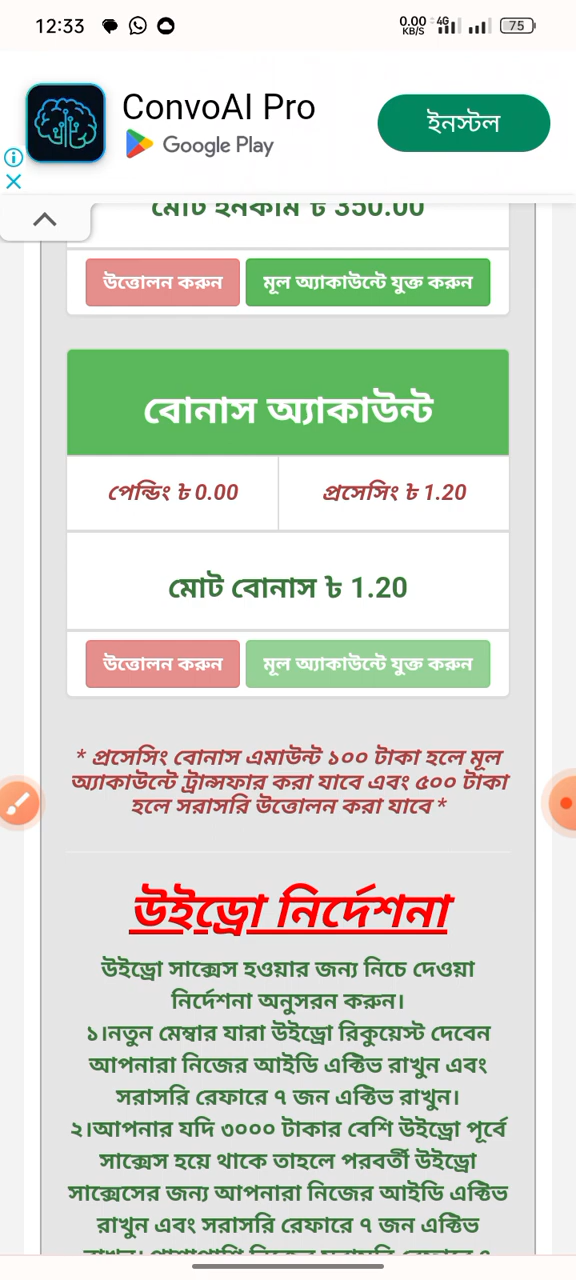 12:33
0.00 KB/S 4G 75
ConvoAI Pro
Google Play
ইনস্টল
মোট ইনকাম ৳ 350.00
উত্তোলন করুন
মূল অ্যাকাউন্টে যুক্ত করুন
বোনাস অ্যাকাউন্ট
পেন্ডিং ৳ 0.00
প্রসেসিং ৳ 1.20
মোট বোনাস ৳ 1.20
উত্তোলন করুন
মূল অ্যাকাউন্টে যুক্ত করুন
* প্রসেসিং বোনাস এমাউন্ট ১০০ টাকা হলে মূল
অ্যাকাউন্টে ট্রান্সফার করা যাবে এবং ৫০০ টাকা
হলে সরাসরি উত্তোলন করা যাবে *
উইড্রো নির্দেশনা
উইড্রো সাক্সেস হওয়ার জন্য নিচে দেওয়া
নির্দেশনা অনুসরন করুন।
১।নতুন মেম্বার যারা উইড্রো রিকুয়েস্ট দেবেন
আপনারা নিজের আইডি এক্টিভ রাখুন এবং
সরাসরি রেফারে ৭ জন এক্টিভ রাখুন।
২।আপনার যদি ৩০০০ টাকার বেশি উইড্রো পূর্বে
সাক্সেস হয়ে থাকে তাহলে পরবর্তী উইড্রো
সাক্সেসের জন্য আপনারা নিজের আইডি এক্টিভ
রাখুন এবং সরাসরি রেফারে ৭ জন এক্টিভ